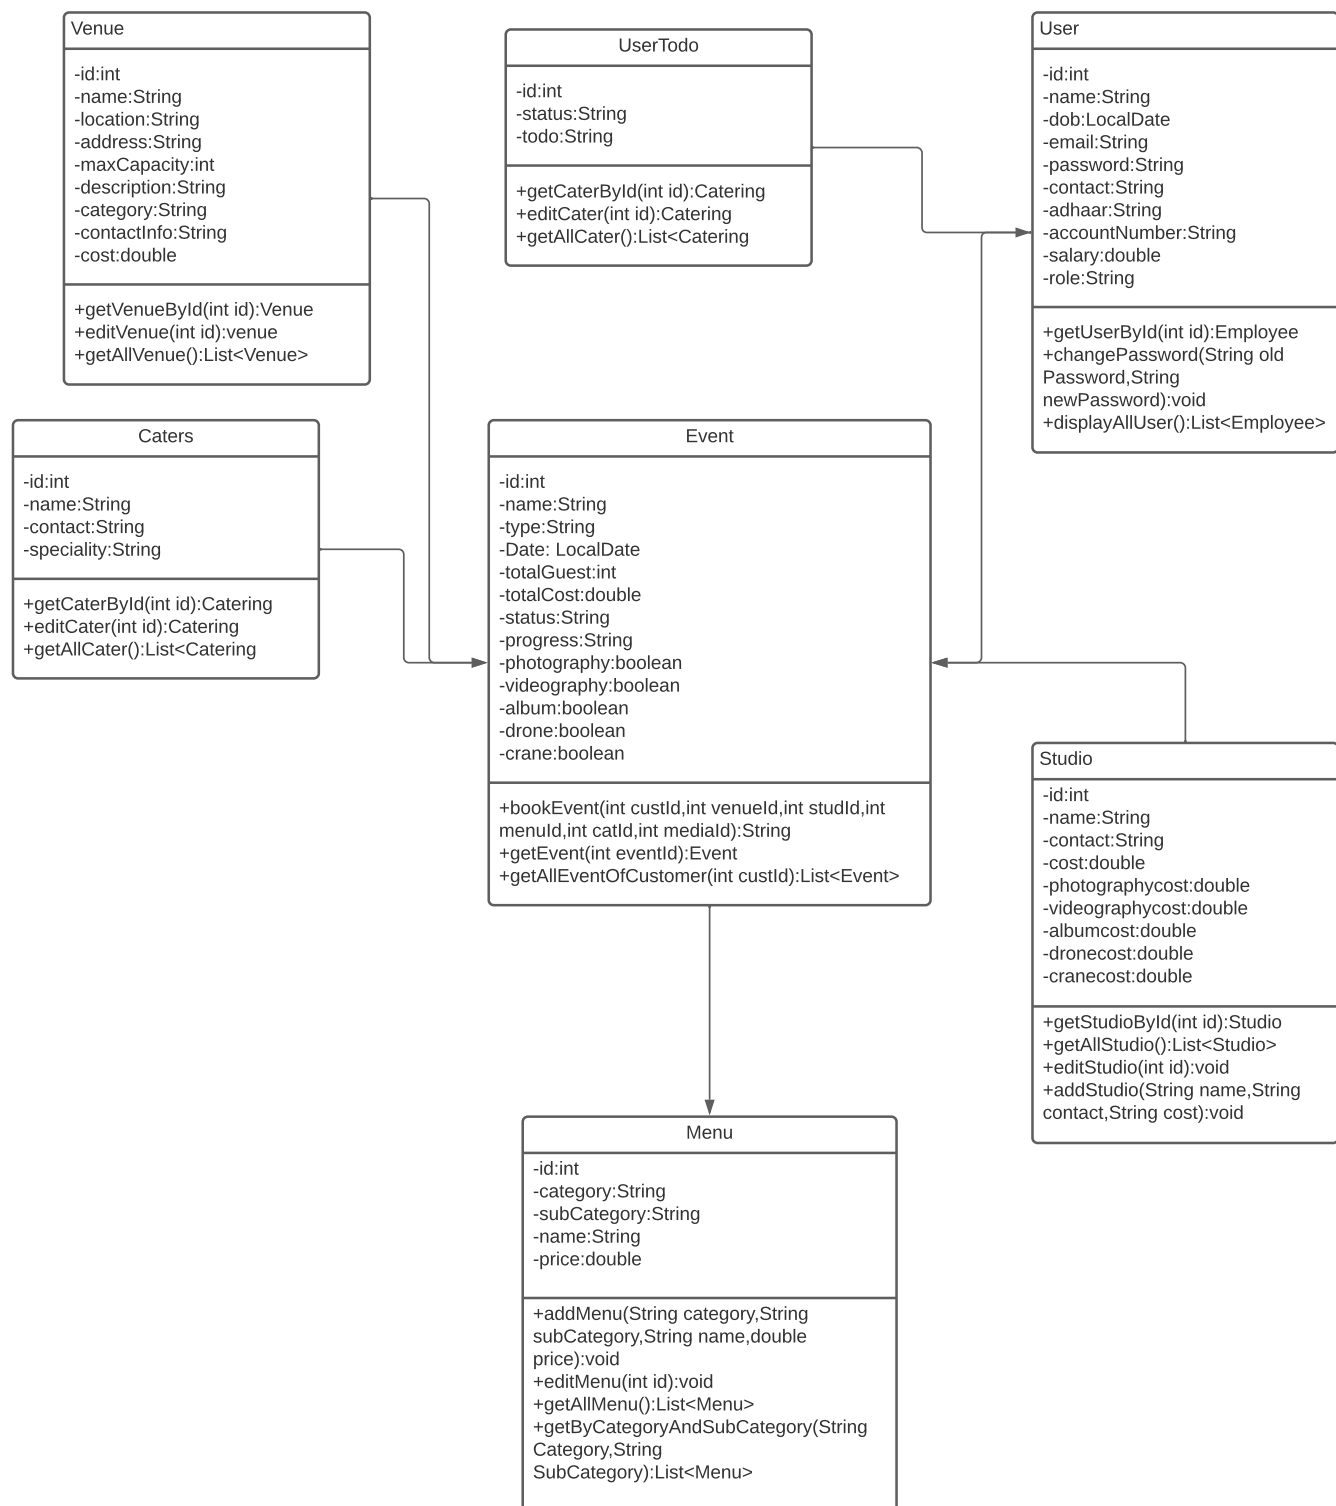 Venue
-id:int
-name:String
-location:String
-address:String
-maxCapacity:int
-description:String
-category:String
-contactInfo:String
-cost:double
+getVenueById(int id):Venue
+editVenue(int id):venue
+getAllVenue():List<Venue>
UserTodo
-id:int
-status:String
-todo:String
+getCaterById(int id):Catering
+editCater(int id):Catering
+getAllCater():List<Catering
User
-id:int
-name:String
-dob:LocalDate
-email:String
-password:String
-contact:String
-adhaar:String
-accountNumber:String
-salary:double
-role:String
+getUserById(int id):Employee
+changePassword(String old
Password,String
newPassword):void
+displayAllUser():List<Employee>
Caters
-id:int
-name:String
-contact:String
-speciality:String
+getCaterById(int id):Catering
+editCater(int id):Catering
+getAllCater():List<Catering
Event
-id:int
-name:String
-type:String
-Date: LocalDate
-totalGuest:int
-totalCost:double
-status:String
-progress:String
-photography:boolean
-videography:boolean
-album:boolean
-drone:boolean
-crane:boolean
+bookEvent(int custId,int venueId,int studId,int
menuId,int catId,int mediaId):String
+getEvent(int eventId):Event
+getAllEventOfCustomer(int custId):List<Event>
Studio
-id:int
-name:String
-contact:String
-cost:double
-photographycost:double
-videographycost:double
-albumcost:double
-dronecost:double
-cranecost:double
+getStudioById(int id):Studio
+getAllStudio():List<Studio>
+editStudio(int id):void
+addStudio(String name,String
contact,String cost):void
Menu
-id:int
-category:String
-subCategory:String
-name:String
-price:double
+addMenu(String category,String
subCategory,String name,double
price):void
+editMenu(int id):void
+getAllMenu():List<Menu>
+getByCategoryAndSubCategory(String
Category,String
SubCategory):List<Menu>